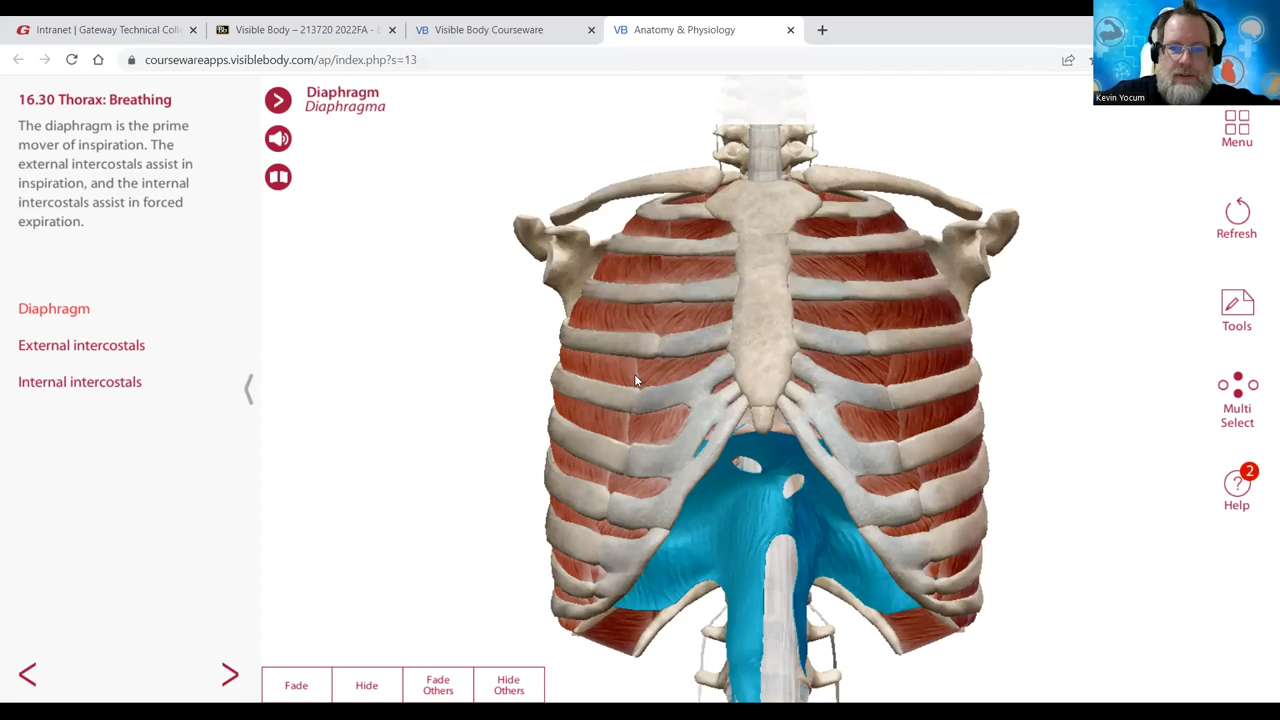 Intranet | Gateway Technical Coll
Visible Body – 213720 2022FA -
Visible Body Courseware
Anatomy & Physiology
coursewareapps.visiblebody.com/ap/index.php?s=13
Kevin Yocum
16.30 Thorax: Breathing
The diaphragm is the prime
mover of inspiration. The
external intercostals assist in
inspiration, and the internal
intercostals assist in forced
expiration.
Diaphragm
External intercostals
Internal intercostals
Diaphragm
Diaphragma
Menu
Refresh
Tools
Multi
Select
2
Help
Fade
Hide
Fade
Others
Hide
Others